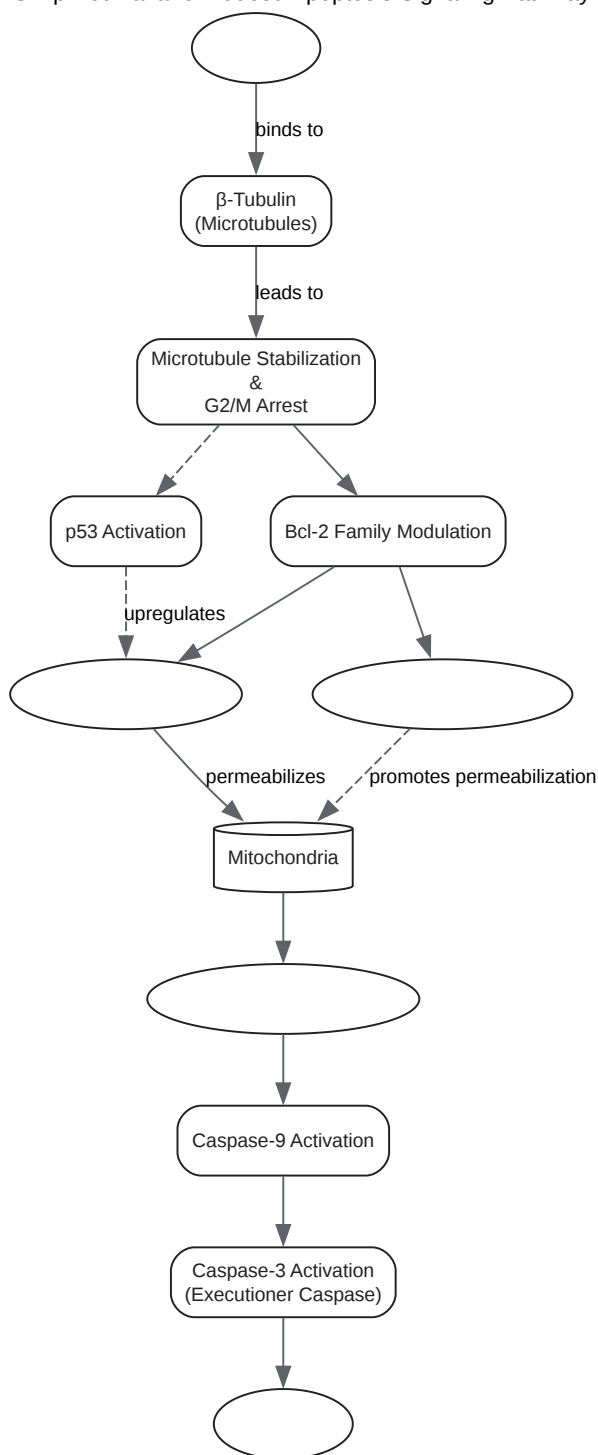 binds to
β-Tubulin
(Microtubules)
leads to
Microtubule Stabilization
&
G2/M Arrest
p53 Activation
Bcl-2 Family Modulation
upregulates
permeabilizes
promotes permeabilization
Mitochondria
Caspase-9 Activation
Caspase-3 Activation
(Executioner Caspase)